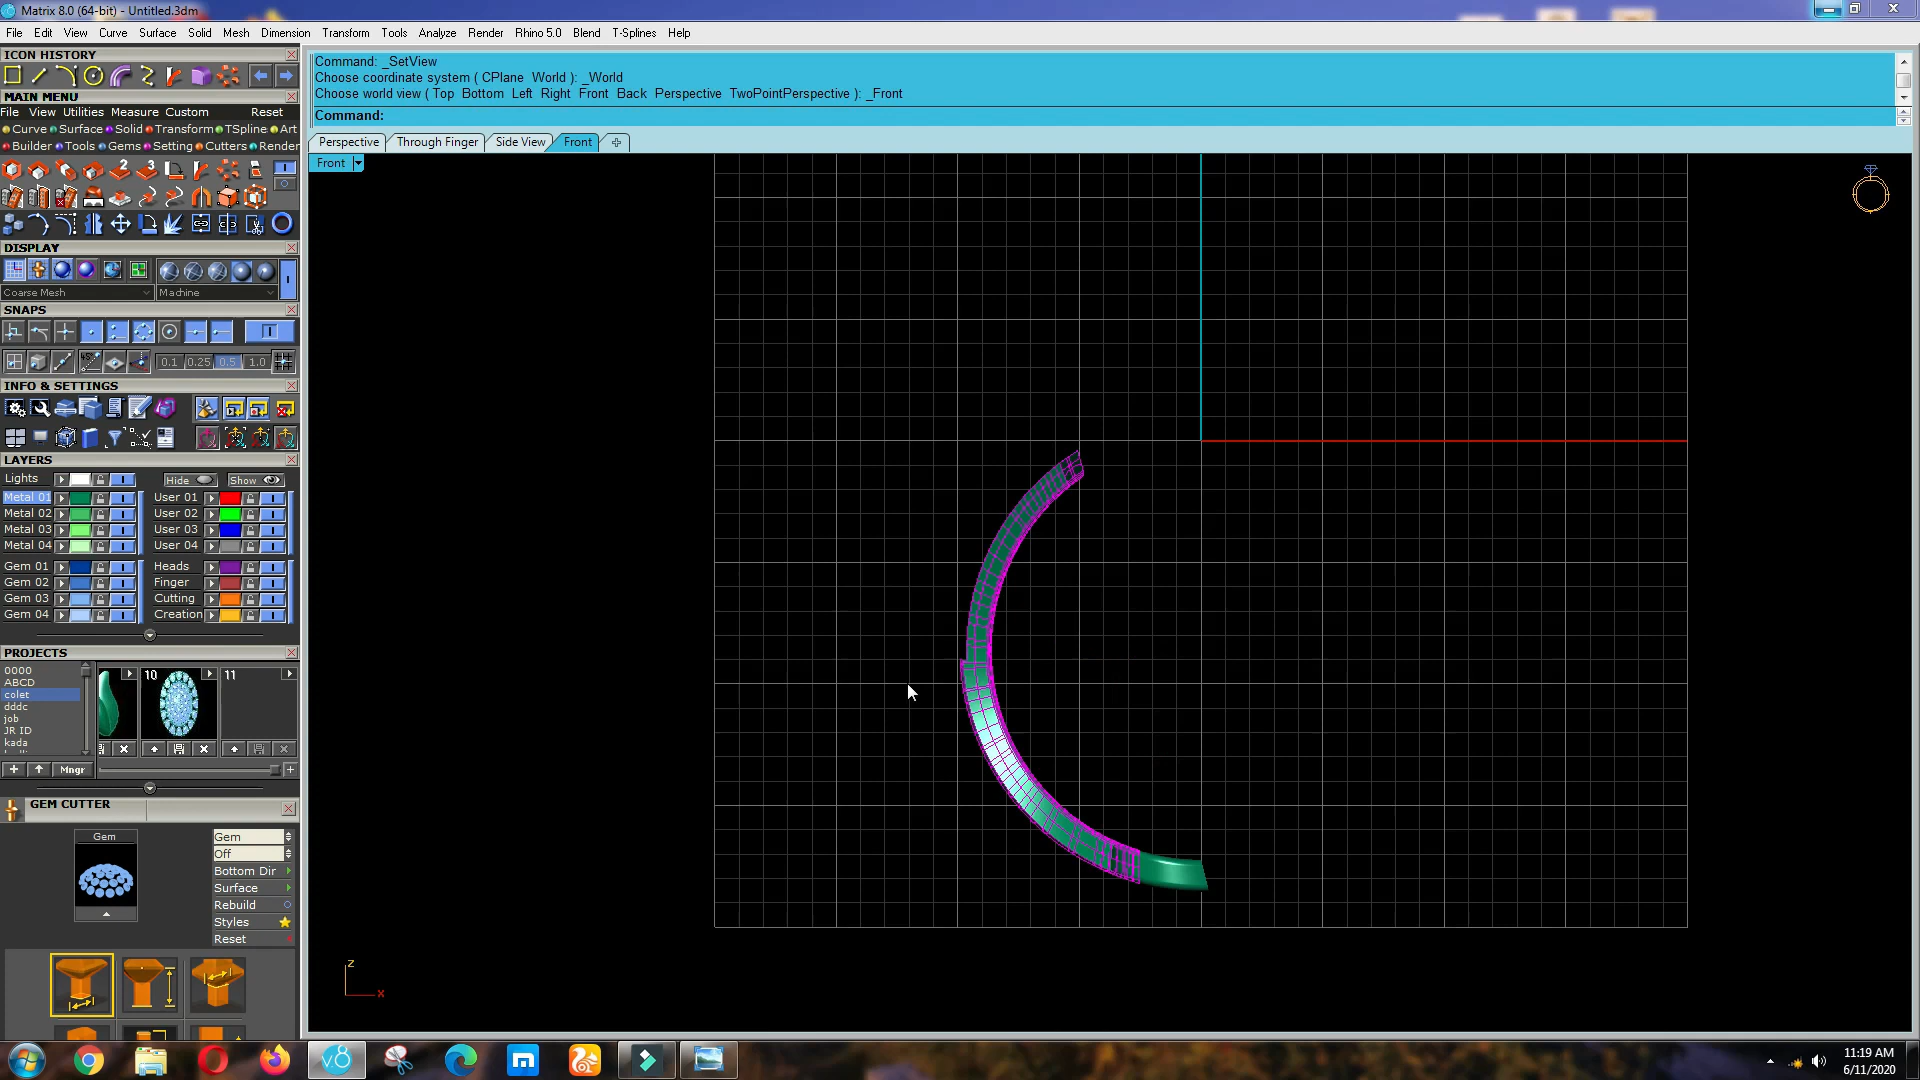 Matrix 8.0 (64-bit) - Untitled.3dm
File Edit View Curve Surface Solid Mesh Dimension Transform Tools Analyze Render Rhino 5.0 Blend T-Splines Help
ICON HISTORY
MAIN MENU
File View Utilities Measure Custom Reset
Curve Surface Solid Transform TSpline Art
Builder Tools Gems Setting Cutters Render
2 3
DISPLAY
Coarse Mesh Machine
SNAPS
0.1 0.25 0.5 1.0
INFO & SETTINGS
LAYERS
Lights Hide Show
Metal 01 User 01
Metal 02 User 02
Metal 03 User 03
Metal 04 User 04
Gem 01 Heads
Gem 02 Finger
Gem 03 Cutting
Gem 04 Creation
PROJECTS
0000
ABCD
colet
dddc
job
JR ID
kada
10 11
Mngr
GEM CUTTER
Gem
Gem
Off
Bottom Dir
Surface
Rebuild
Styles
Reset
Command: _SetView
Choose coordinate system ( CPlane World ): _World
Choose world view ( Top Bottom Left Right Front Back Perspective TwoPointPerspective ): _Front
Command:
Perspective Through Finger Side View Front
Front
z
x
v8
11:19 AM
6/11/2020